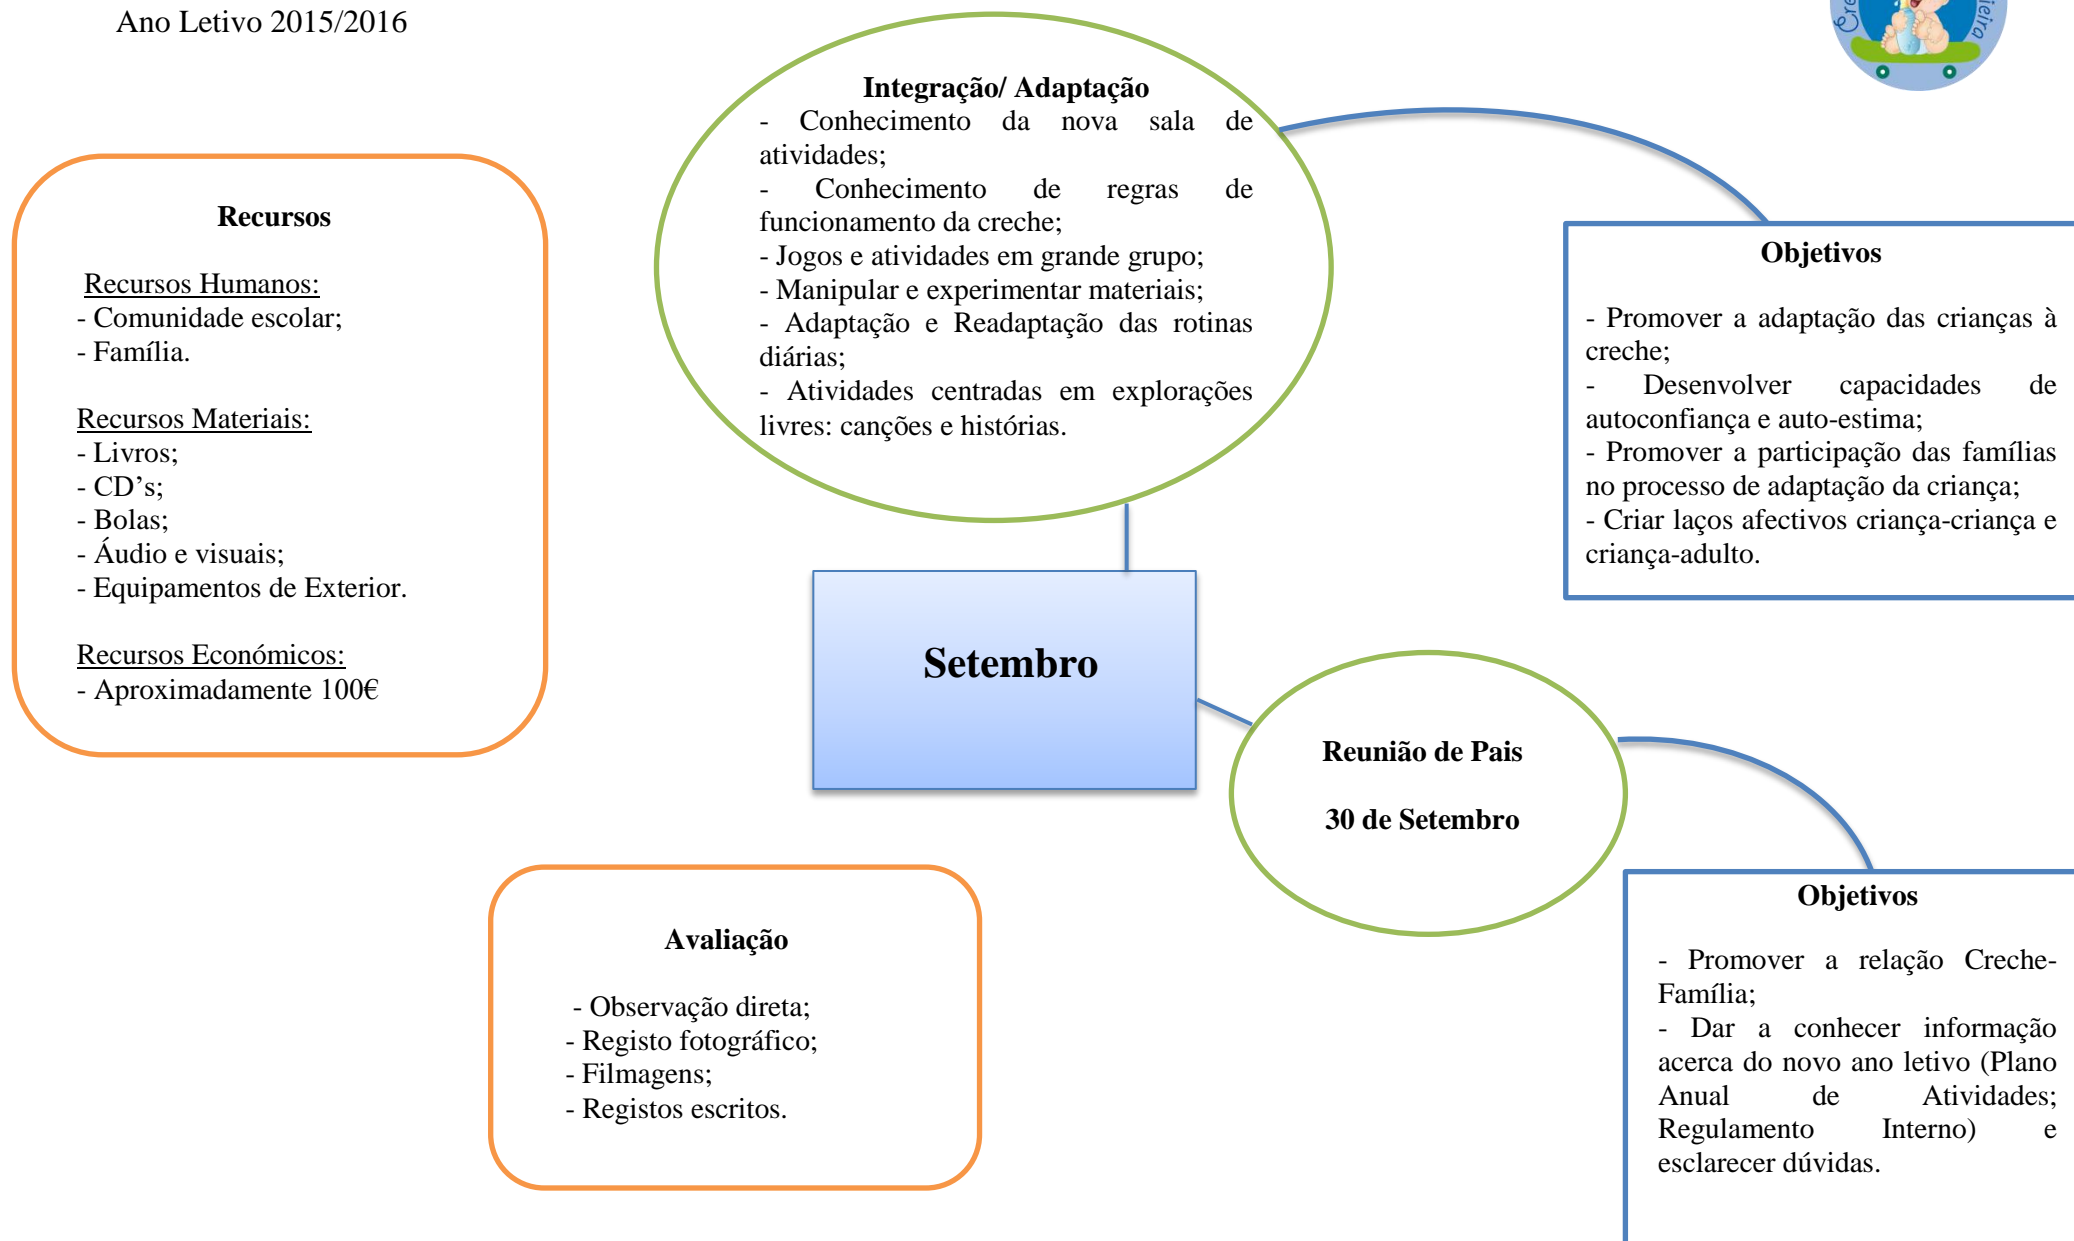 Ano Letivo 2015/2016
Integração/ Adaptação
- Conhecimento da nova sala de
atividades;
- Conhecimento de regras de
funcionamento da creche;
- Jogos e atividades em grande grupo;
- Manipular e experimentar materiais;
- Adaptação e Readaptação das rotinas
diárias;
- Atividades centradas em explorações
livres: canções e histórias.
Recursos
Recursos Humanos:
- Comunidade escolar;
- Família.
Recursos Materiais:
- Livros;
- CD’s;
- Bolas;
- Áudio e visuais;
- Equipamentos de Exterior.
Recursos Económicos:
- Aproximadamente 100€
Objetivos
- Promover a adaptação das crianças à
creche;
- Desenvolver capacidades de
autoconfiança e auto-estima;
- Promover a participação das famílias
no processo de adaptação da criança;
- Criar laços afectivos criança-criança e
criança-adulto.
Setembro
Reunião de Pais
30 de Setembro
Avaliação
- Observação direta;
- Registo fotográfico;
- Filmagens;
- Registos escritos.
Objetivos
- Promover a relação Creche-
Família;
- Dar a conhecer informação
acerca do novo ano letivo (Plano
Anual de Atividades;
Regulamento Interno) e
esclarecer dúvidas.